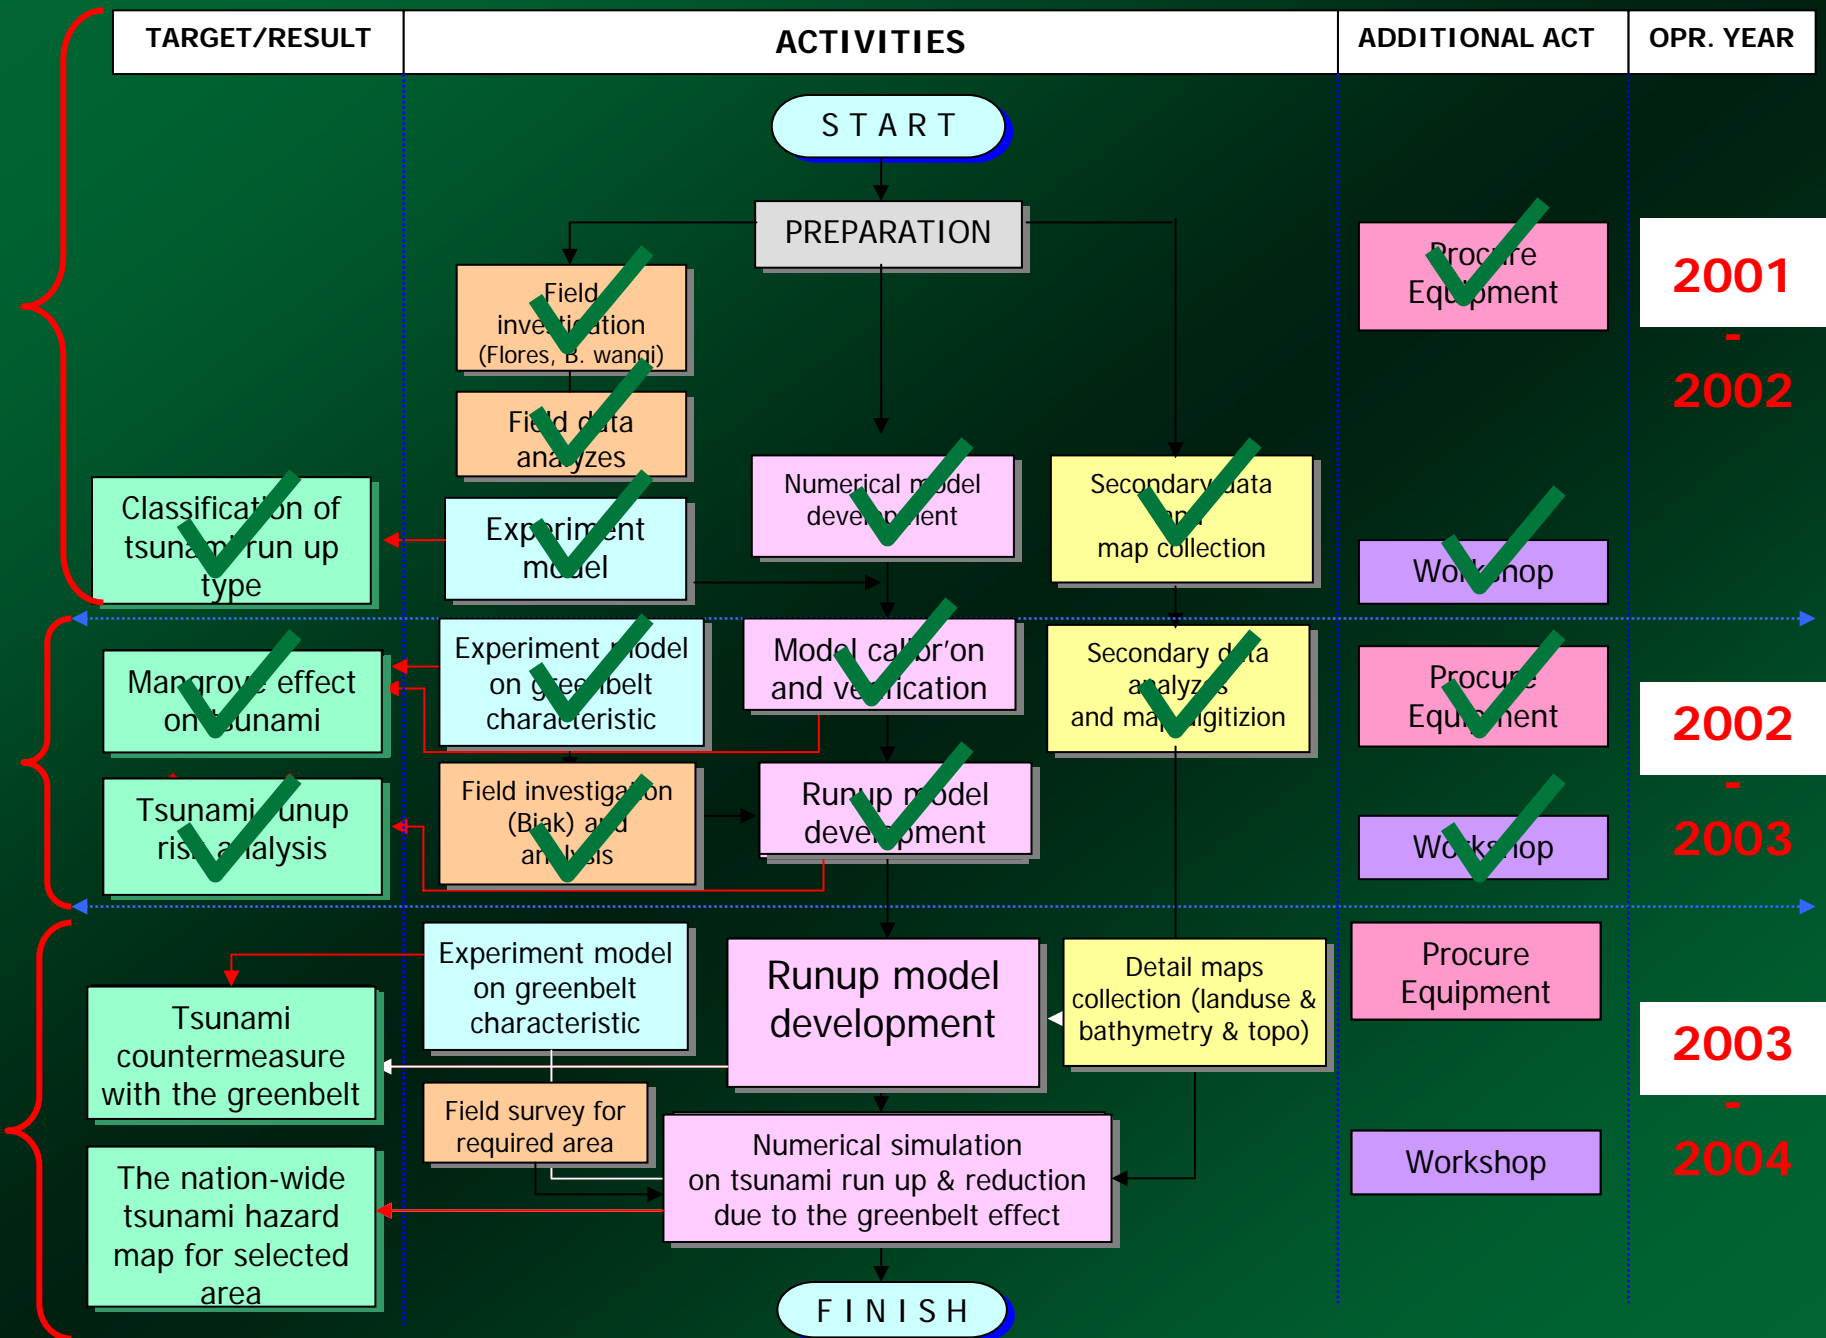 TARGET/RESULT
ACTIVITIES
ADDITIONAL ACT
OPR. YEAR
START
PREPARATION
Field
investigation
(Flores, B. wangi)
Field data
analyzes
Procure
Equipment
2001
-
2002
Classification of
tsunami run up
type
Experiment
model
Numerical model
development
Secondary data
and
map collection
Workshop
Mangrove effect
on tsunami
Experiment model
on greenbelt
characteristic
Model calibr'on
and verification
Secondary data
analyzes
and map digitizion
Procure
Equipment
2002
-
2003
Tsunami runup
risk analysis
Field investigation
(Biak) and
analysis
Runup model
development
Workshop
Experiment model
on greenbelt
characteristic
Runup model
development
Detail maps
collection (landuse &
bathymetry & topo)
Procure
Equipment
2003
-
2004
Tsunami
countermeasure
with the greenbelt
Field survey for
required area
Numerical simulation
on tsunami run up & reduction
due to the greenbelt effect
Workshop
The nation-wide
tsunami hazard
map for selected
area
FINISH